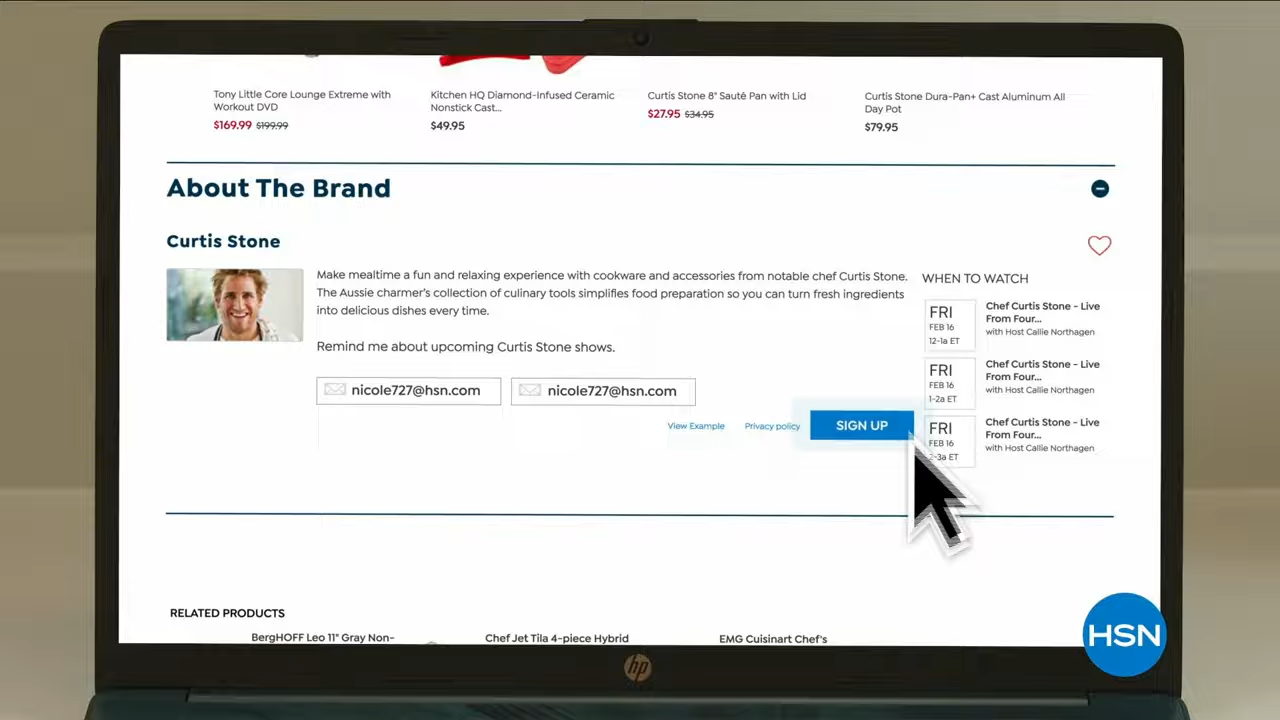 Tony Little Core Lounge Extreme with
Workout DVD
$169.99 $199.99
Kitchen HQ Diamond-Infused Ceramic
Nonstick Cast...
$49.95
Curtis Stone 8" Sauté Pan with Lid
$27.95 $34.95
Curtis Stone Dura-Pan+ Cast Aluminum All
Day Pot
$79.95
About The Brand
Curtis Stone
Make mealtime a fun and relaxing experience with cookware and accessories from notable chef Curtis Stone.
The Aussie charmer's collection of culinary tools simplifies food preparation so you can turn fresh ingredients
into delicious dishes every time.
Remind me about upcoming Curtis Stone shows.
nicole727@hsn.com
nicole727@hsn.com
View Example
Privacy policy
SIGN UP
WHEN TO WATCH
FRI
FEB 16
12-1a ET
Chef Curtis Stone - Live
From Four...
with Host Callie Northagen
FRI
FEB 16
1-2a ET
Chef Curtis Stone - Live
From Four...
with Host Callie Northagen
FRI
FEB 16
2-3a ET
Chef Curtis Stone - Live
From Four...
with Host Callie Northagen
RELATED PRODUCTS
BergHOFF Leo 11" Gray Non-
Chef Jet Tila 4-piece Hybrid
EMG Cuisinart Chef's
HSN
hp